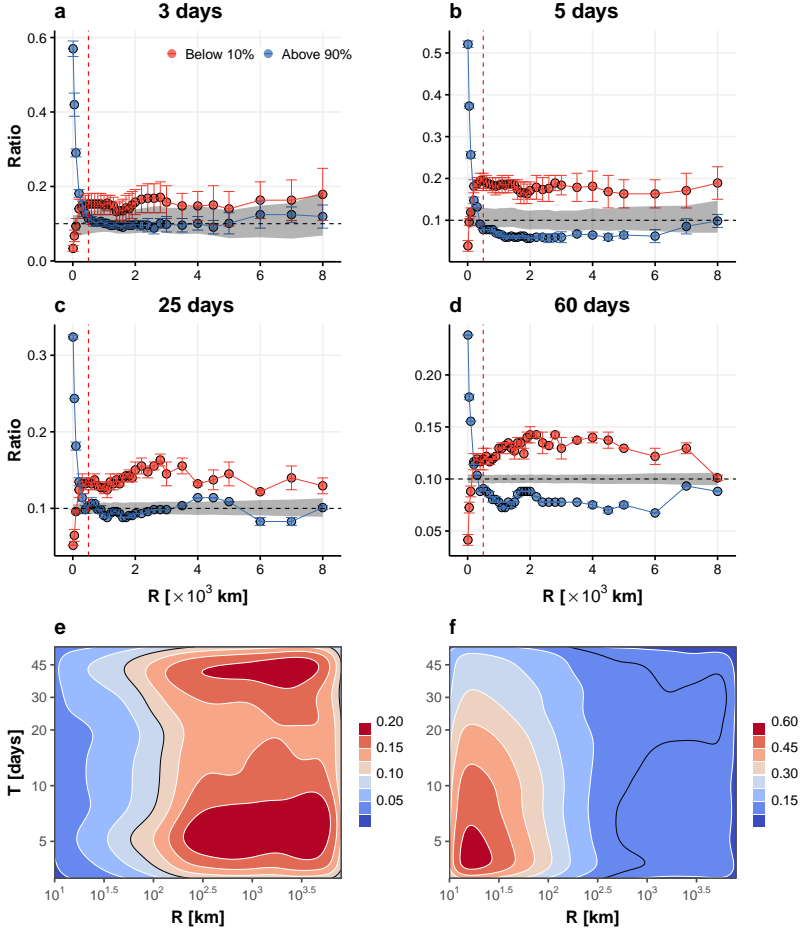 a 3 days
0.6
0.4
0.2
0.0
Ratio
Below 10% Above 90%
0 2 4 6 8
b 5 days
0.5
0.4
0.3
0.2
0.1
0 2 4 6 8
c 25 days
0.3
0.2
0.1
Ratio
0 2 4 6 8
R [×10³ km]
d 60 days
0.20
0.15
0.10
0.05
0 2 4 6 8
R [×10³ km]
e
45
30
20
10
5
T [days]
10¹ 10^1.5 10² 10^2.5 10³ 10^3.5
R [km]
0.20
0.15
0.10
0.05
f
45
30
20
10
5
10¹ 10^1.5 10² 10^2.5 10³ 10^3.5
R [km]
0.60
0.45
0.30
0.15